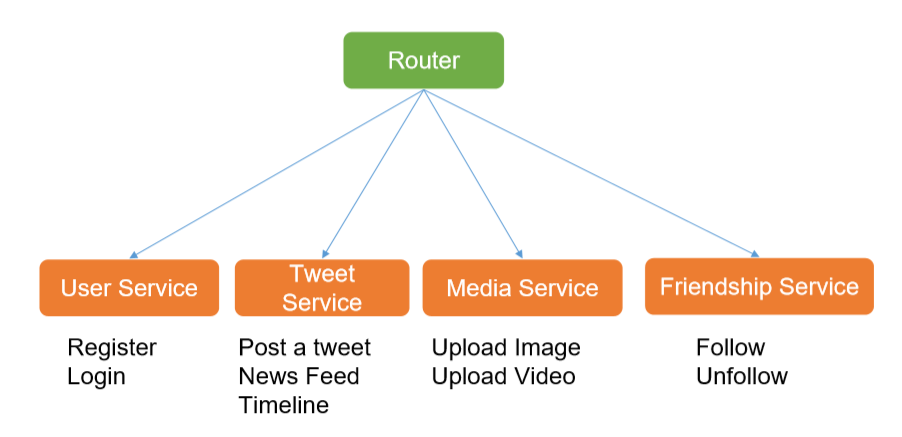 Router
User Service
Tweet
Service
Media Service
Friendship Service
Register
Login
Post a tweet
News Feed
Timeline
Upload Image
Upload Video
Follow
Unfollow